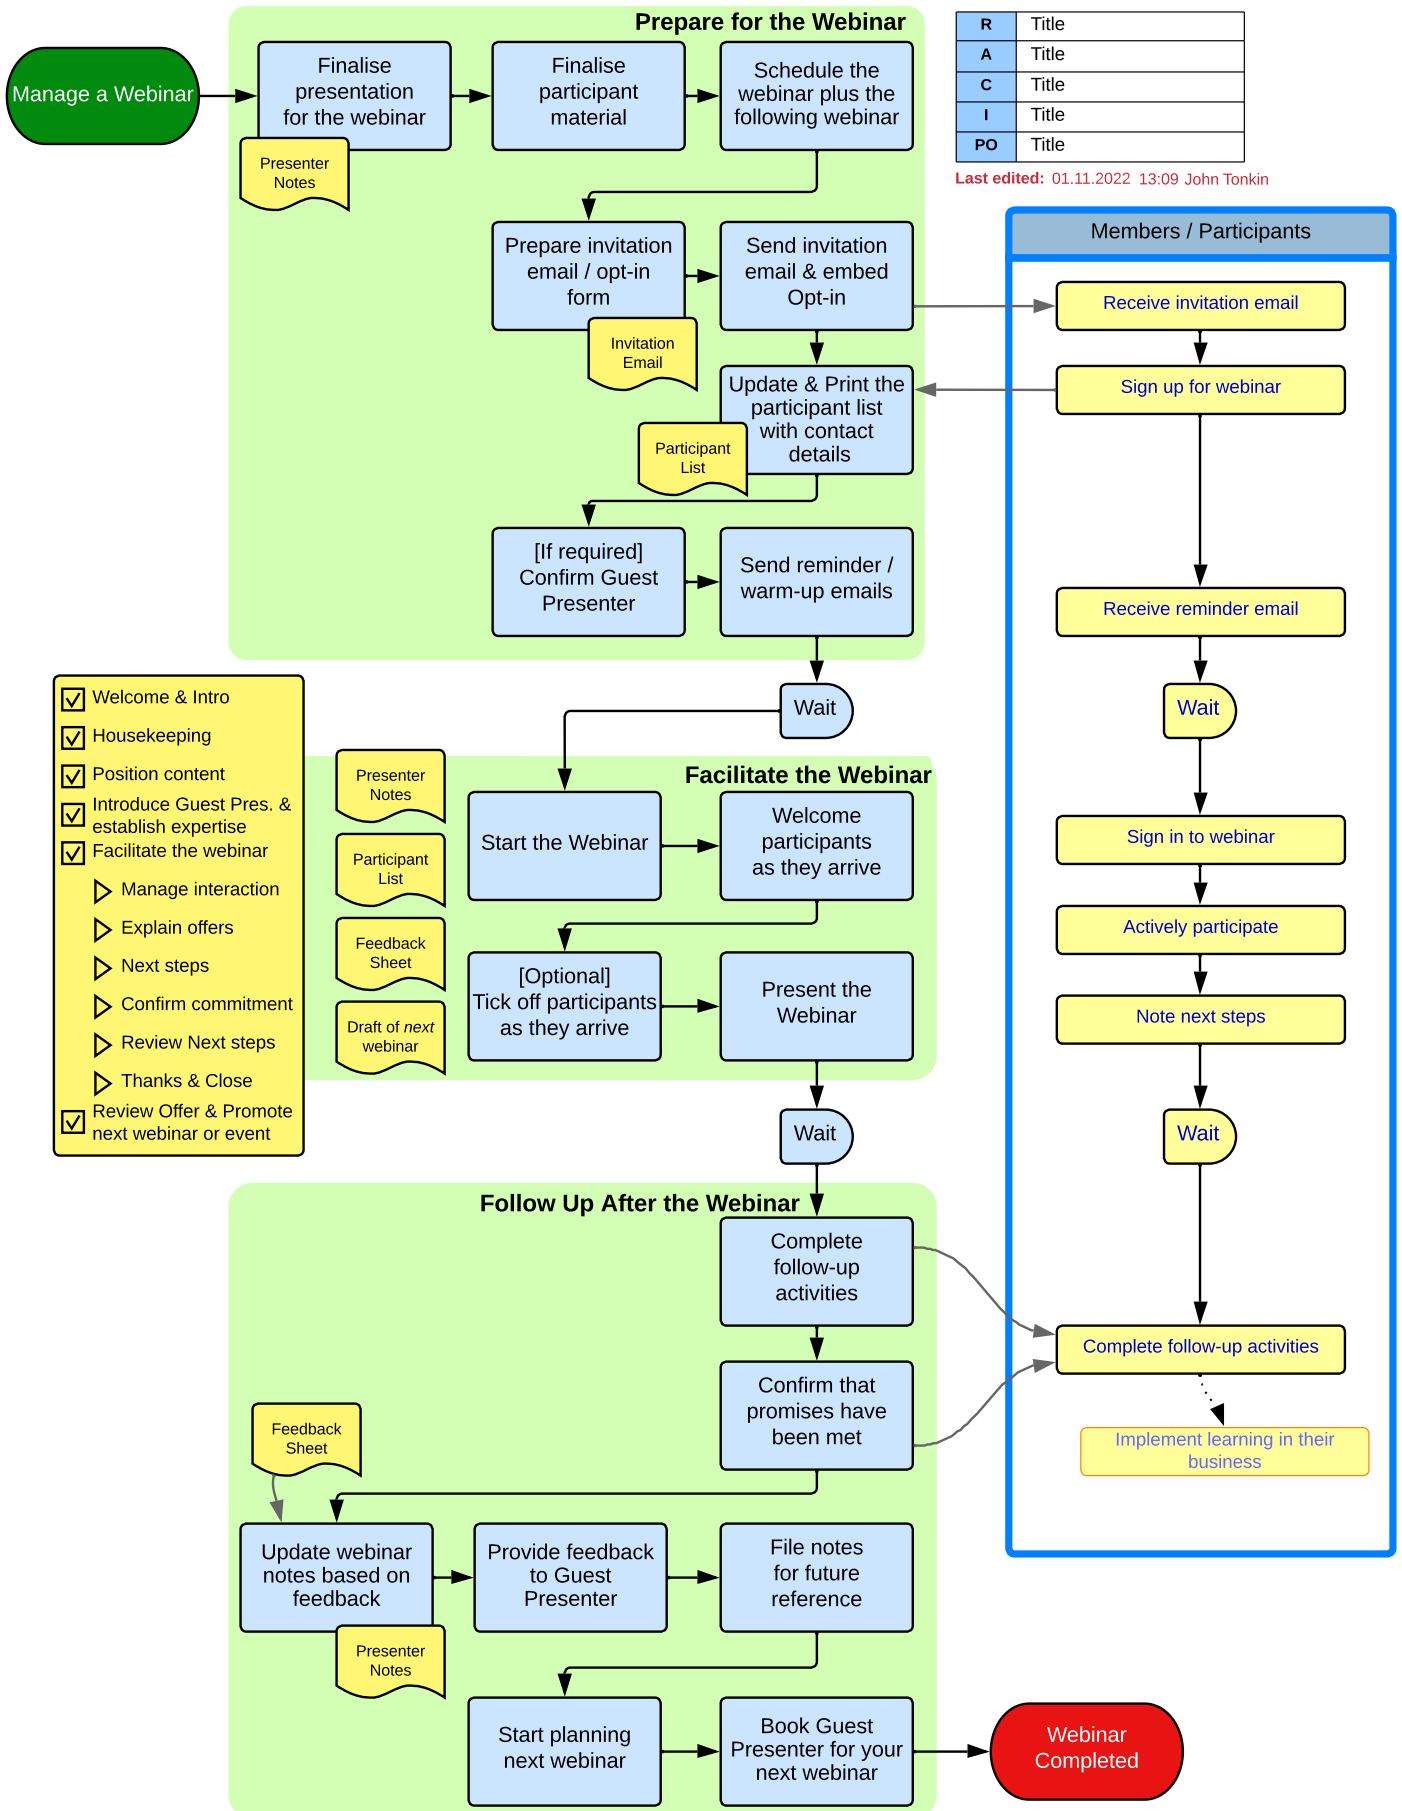 Manage a Webinar
Prepare for the Webinar
Finalise
presentation
for the webinar
Presenter
Notes
Finalise
participant
material
Schedule the
webinar plus the
following webinar
R Title
A Title
C Title
I Title
PO Title
Last edited: 01.11.2022 13:09 John Tonkin
Prepare invitation
email / opt-in
form
Invitation
Email
Send invitation
email & embed
Opt-in
Update & Print the
participant list
with contact
details
Participant
List
[If required]
Confirm Guest
Presenter
Send reminder /
warm-up emails
Wait
Members / Participants
Receive invitation email
Sign up for webinar
Receive reminder email
Wait
Sign in to webinar
Actively participate
Note next steps
Wait
Complete follow-up activities
Implement learning in their
business
Welcome & Intro
Housekeeping
Position content
Introduce Guest Pres. &
establish expertise
Facilitate the webinar
Manage interaction
Explain offers
Next steps
Confirm commitment
Review Next steps
Thanks & Close
Review Offer & Promote
next webinar or event
Facilitate the Webinar
Presenter
Notes
Participant
List
Feedback
Sheet
Draft of next
webinar
Start the Webinar
Welcome
participants
as they arrive
[Optional]
Tick off participants
as they arrive
Present the
Webinar
Wait
Follow Up After the Webinar
Complete
follow-up
activities
Confirm that
promises have
been met
Feedback
Sheet
Update webinar
notes based on
feedback
Presenter
Notes
Provide feedback
to Guest
Presenter
File notes
for future
reference
Start planning
next webinar
Book Guest
Presenter for your
next webinar
Webinar
Completed